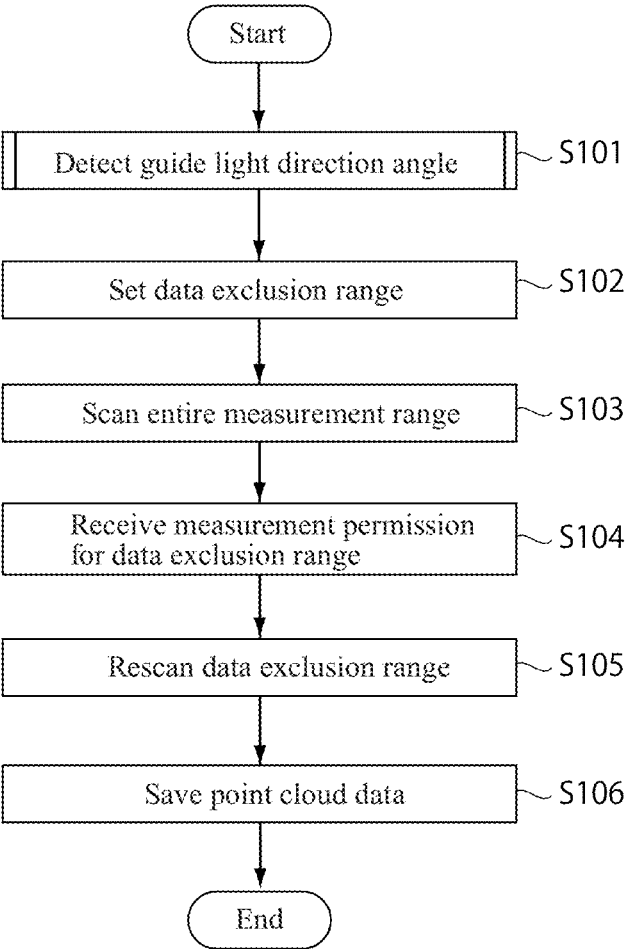 Start
Detect guide light direction angle
S101
Set data exclusion range
S102
Scan entire measurement range
S103
Receive measurement permission
for data exclusion range
S104
Rescan data exclusion range
S105
Save point cloud data
S106
End